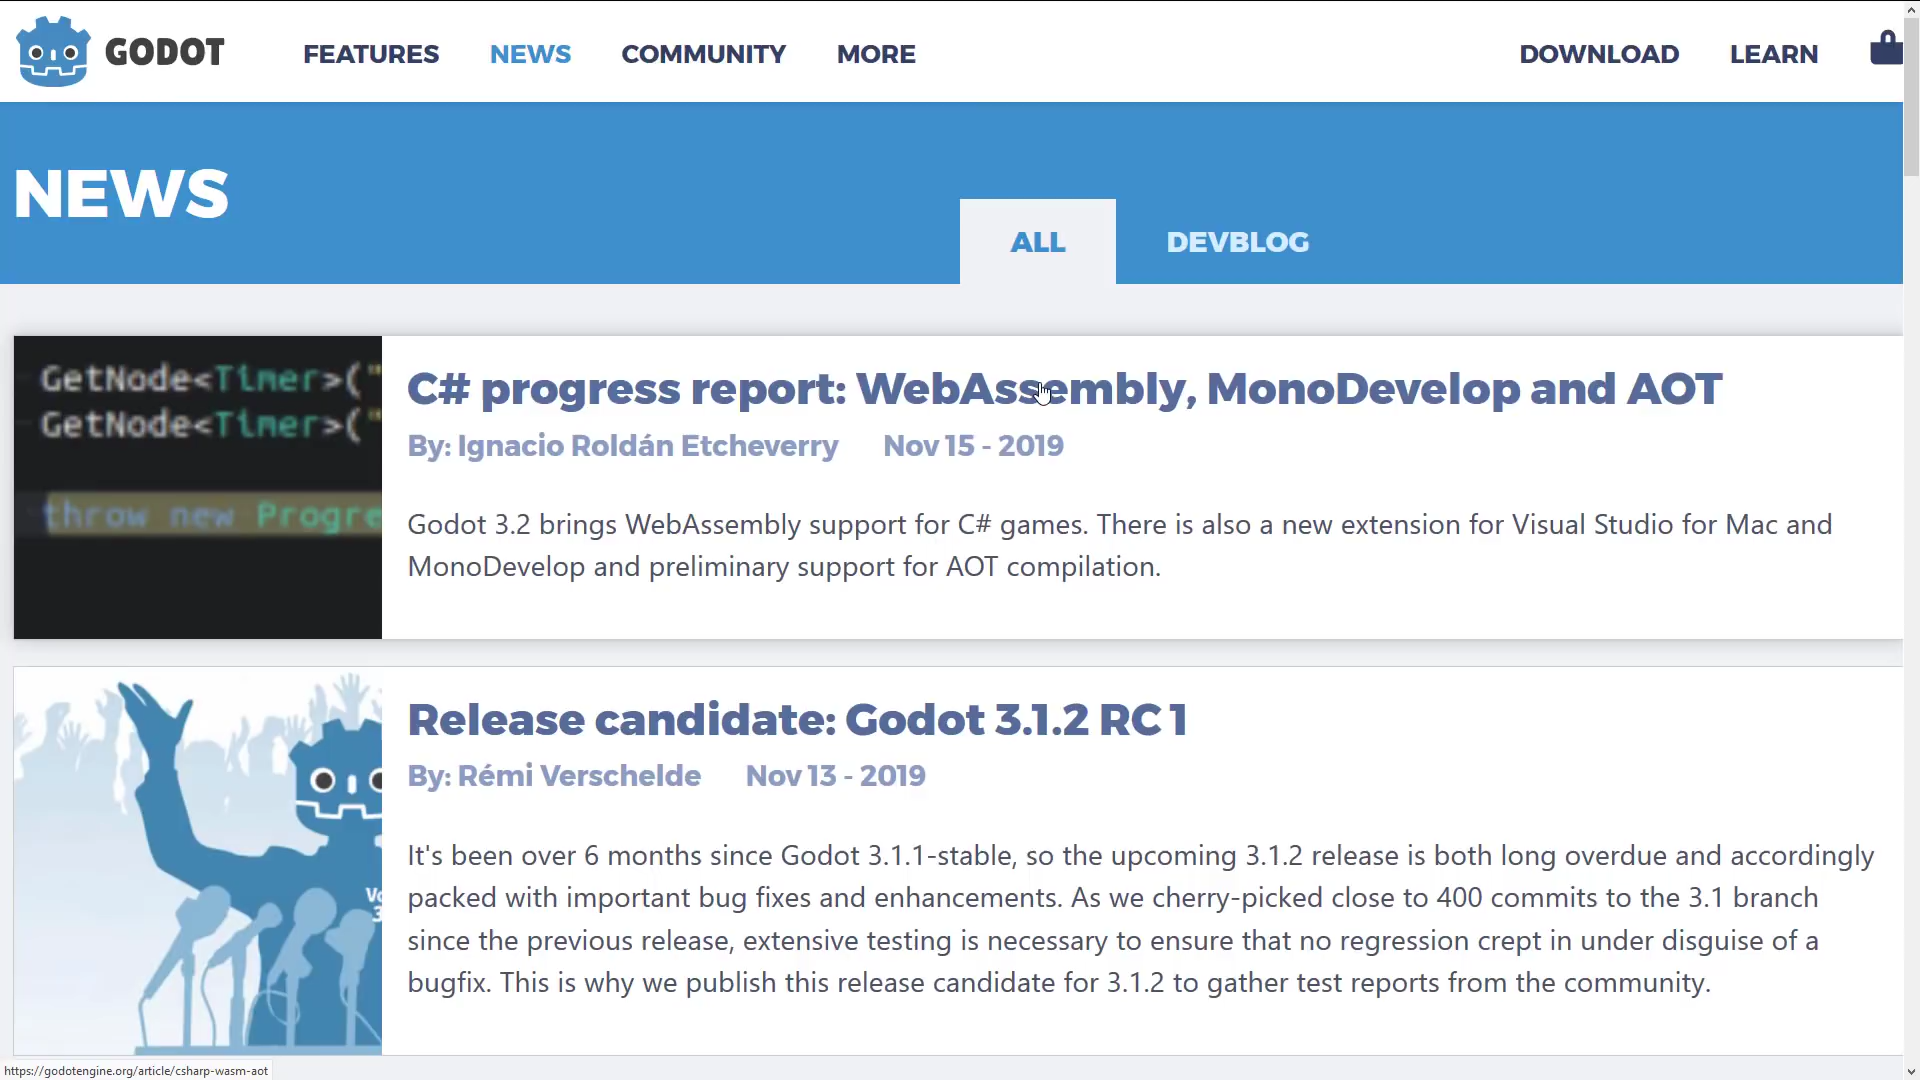 GODOT FEATURES NEWS COMMUNITY MORE DOWNLOAD LEARN
NEWS
ALL DEVBLOG
GetNode<Timer>("
GetNode<Timer>("
throw new Progre
C# progress report: WebAssembly, MonoDevelop and AOT
By: Ignacio Roldán Etcheverry Nov 15 - 2019
Godot 3.2 brings WebAssembly support for C# games. There is also a new extension for Visual Studio for Mac and
MonoDevelop and preliminary support for AOT compilation.
Release candidate: Godot 3.1.2 RC 1
By: Rémi Verschelde Nov 13 - 2019
It's been over 6 months since Godot 3.1.1-stable, so the upcoming 3.1.2 release is both long overdue and accordingly
packed with important bug fixes and enhancements. As we cherry-picked close to 400 commits to the 3.1 branch
since the previous release, extensive testing is necessary to ensure that no regression crept in under disguise of a
bugfix. This is why we publish this release candidate for 3.1.2 to gather test reports from the community.
https://godotengine.org/article/csharp-wasm-aot